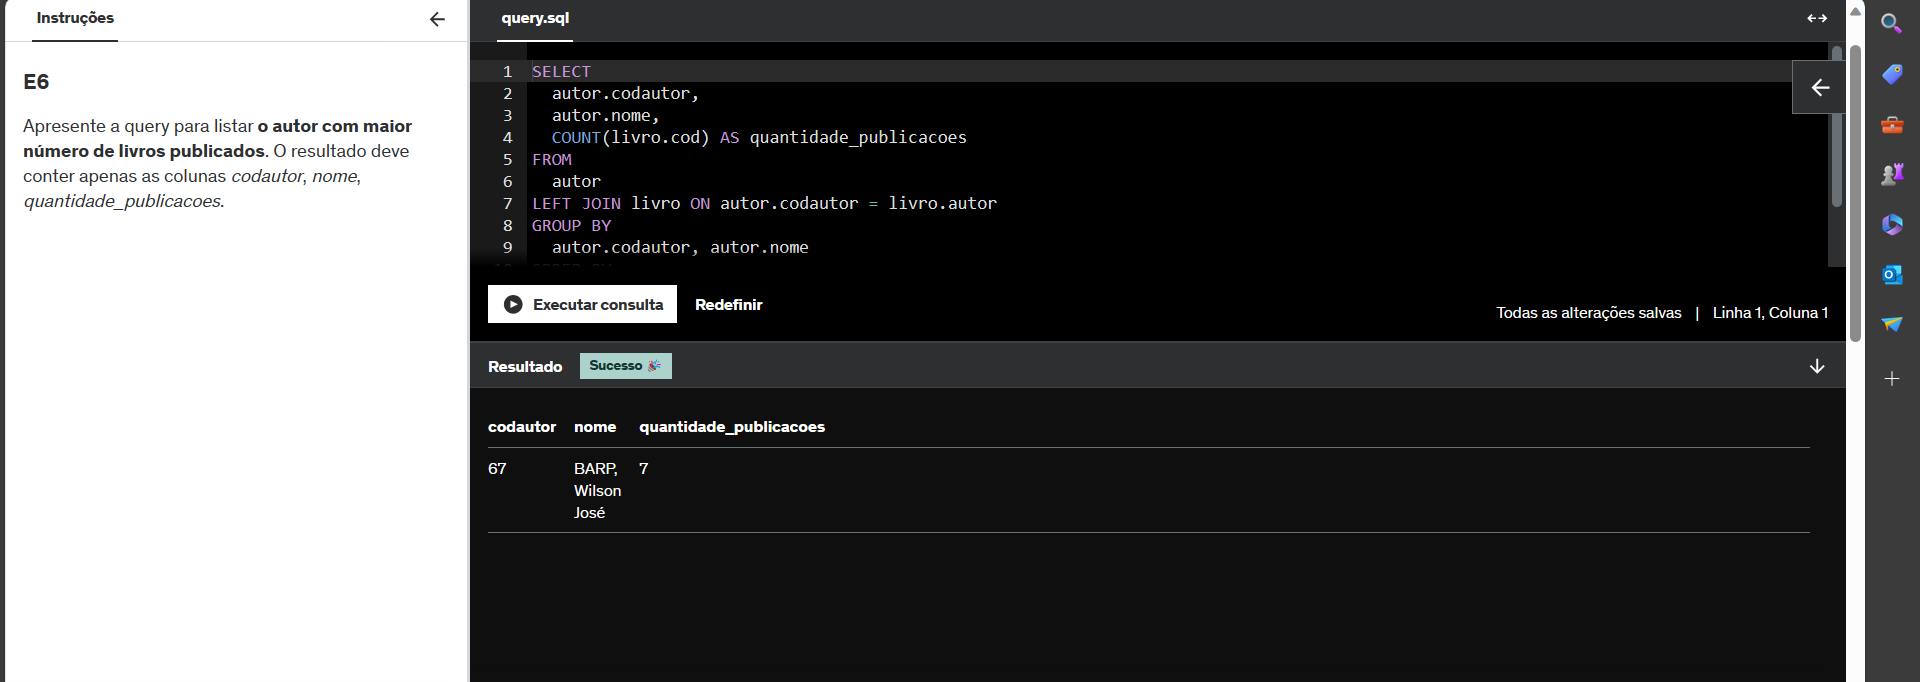 Instruções
E6
Apresente a query para listar o autor com maior
número de livros publicados. O resultado deve
conter apenas as colunas codautor, nome,
quantidade_publicacoes.
query.sql
1 SELECT
2 autor.codautor,
3 autor.nome,
4 COUNT(livro.cod) AS quantidade_publicacoes
5 FROM
6 autor
7 LEFT JOIN livro ON autor.codautor = livro.autor
8 GROUP BY
9 autor.codautor, autor.nome
Executar consulta
Redefinir
Todas as alterações salvas | Linha 1, Coluna 1
Resultado
Sucesso 🎉
codautor nome quantidade_publicacoes
67 BARP, 7
Wilson
José